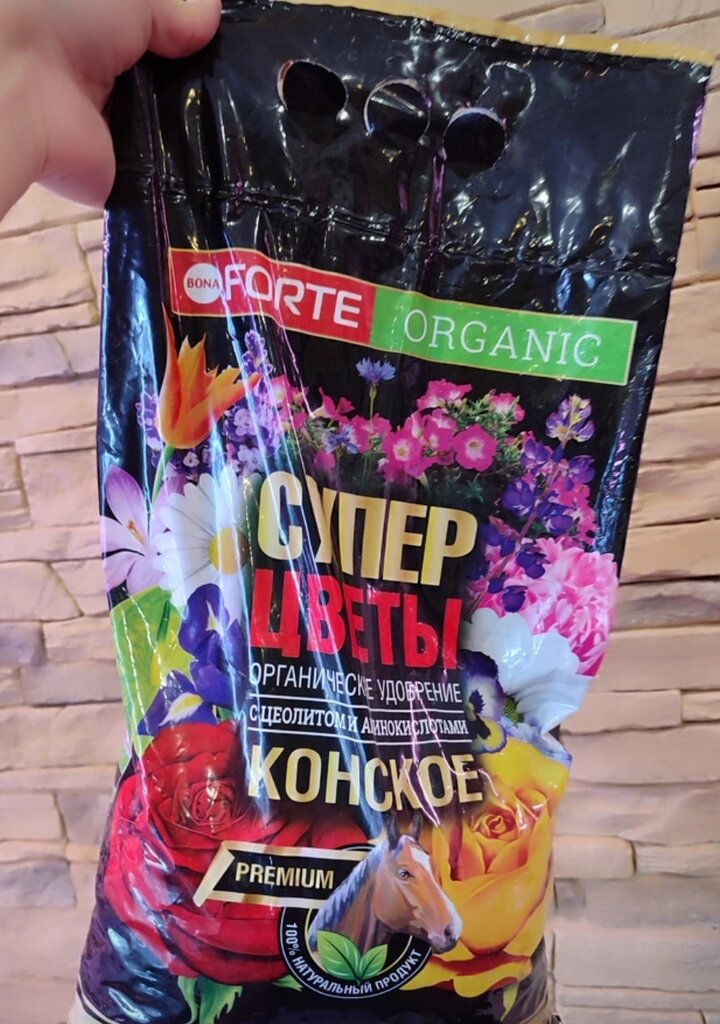 BONA FORTE ORGANIC
СУПЕР
ЦВЕТЫ
ОРГАНИЧЕСКОЕ УДОБРЕНИЕ
С ЦЕОЛИТОМ И АМИНОКИСЛОТАМИ
КОНСКОЕ
PREMIUM
100% НАТУРАЛЬНЫЙ ПРОДУКТ